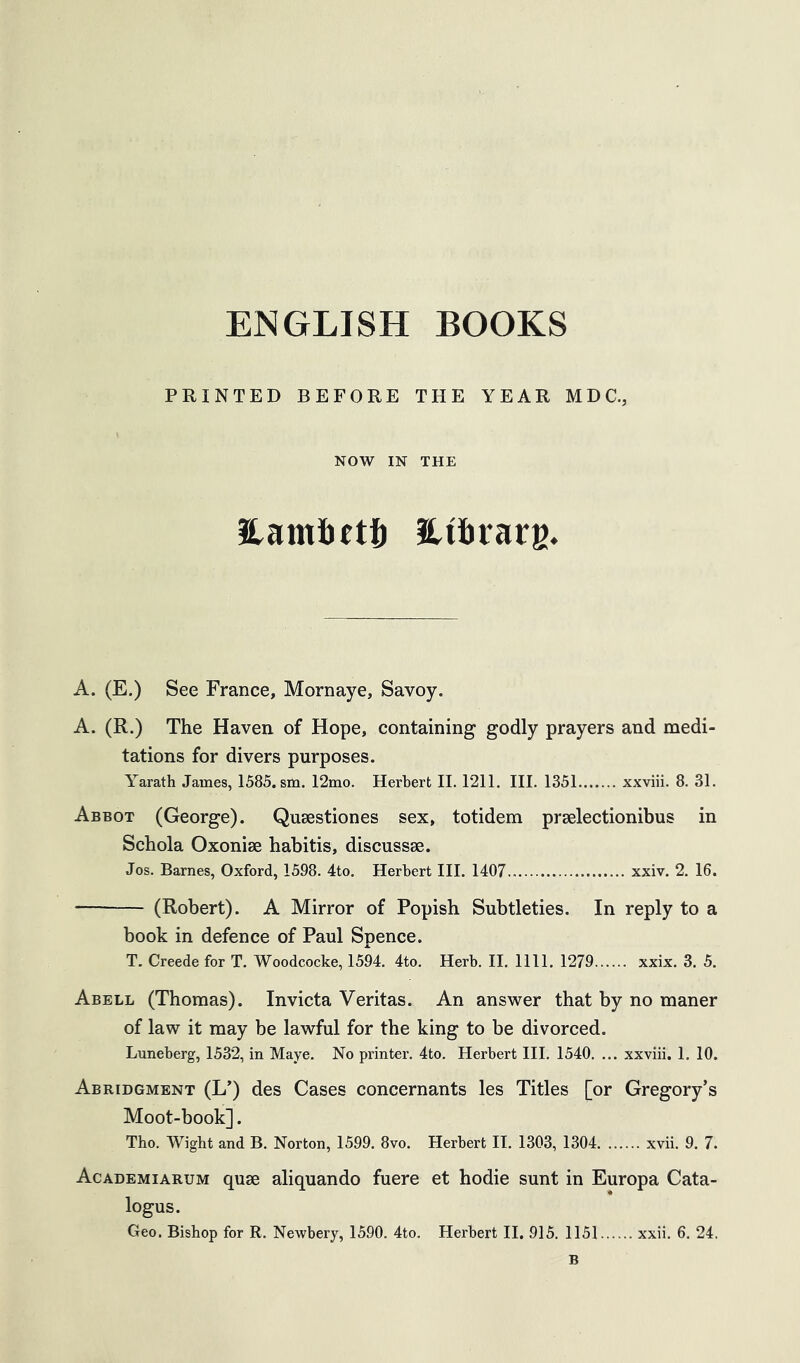 ENGLISH BOOKS
PRINTED BEFORE THE YEAR MDC.,
NOW IN THE
Lambeth Library.
A. (E.) See France, Mornaye, Savoy.
A. (R.) The Haven of Hope, containing godly prayers and medi-
tations for divers purposes.
Yarath James, 1585. sm. 12mo. Herbert II. 1211. III. 1351....... xxviii. 8. 31.
Abbot (George). Quæstiones sex, totidem prælectionibus in
Schola Oxoniæ habitis, discussæ.
Jos. Barnes, Oxford, 1598. 4to. Herbert III. 1407....................... xxiv. 2. 16.
——— (Robert). A Mirror of Popish Subtleties. In reply to a
book in defence of Paul Spence.
T. Creede for T. Woodcocke, 1594. 4to. Herb. II. 1111. 1279...... xxix. 3. 5.
Abell (Thomas). Invicta Veritas. An answer that by no maner
of law it may be lawful for the king to be divorced.
Luneberg, 1532, in Maye. No printer. 4to. Herbert III. 1540. ... xxviii. 1. 10.
Abridgment (L') des Cases concernants les Titles [or Gregory's
Moot-book].
Tho. Wight and B. Norton, 1599. 8vo. Herbert II. 1303, 1304. ...... xvii. 9. 7.
Academiarum quæ aliquando fuere et hodie sunt in Europa Cata-
logus.
Geo. Bishop for R. Newbery, 1590. 4to. Herbert II. 915. 1151...... xxii. 6. 24.
B